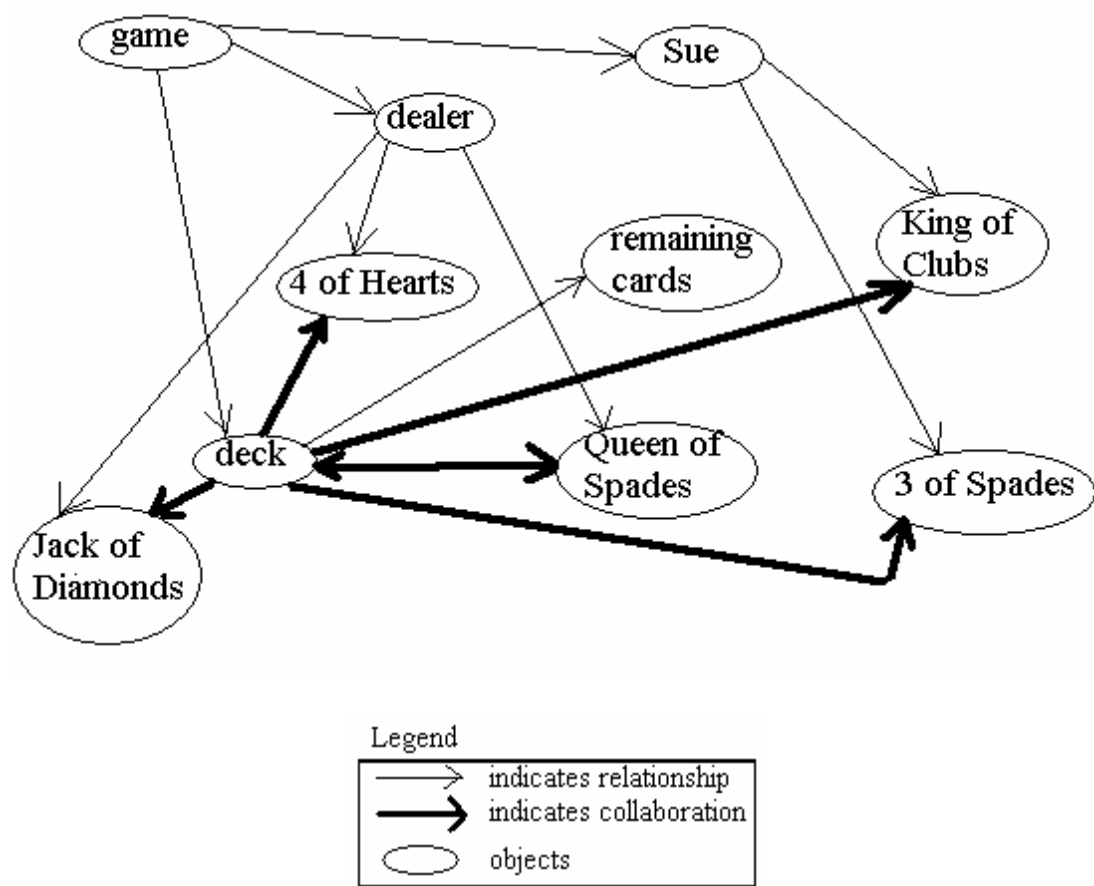 game
Sue
dealer
King of
Clubs
remaining
cards
4 of Hearts
Queen of
Spades
deck
3 of Spades
Jack of
Diamonds
Legend
indicates relationship
indicates collaboration
objects